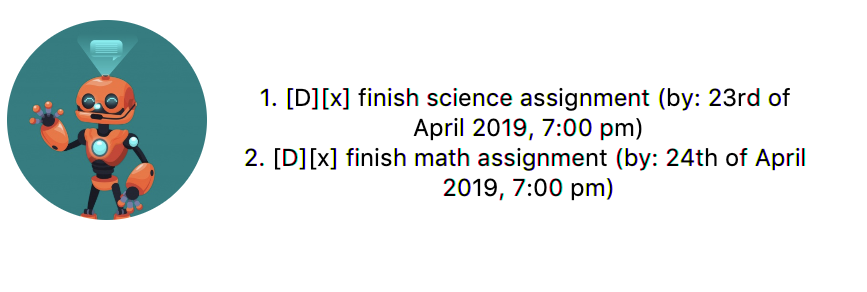 1. [D][x] finish science assignment (by: 23rd of
April 2019, 7:00 pm)
2. [D][x] finish math assignment (by: 24th of April
2019, 7:00 pm)